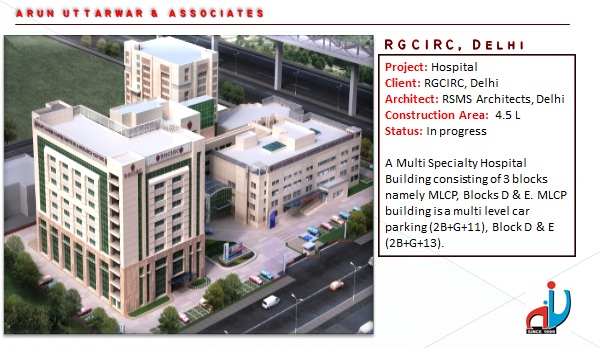 ARUN UTTARWAR & ASSOCIATES
RGCIRC, DELHI
Project: Hospital
Client: RGCIRC, Delhi
Architect: RSMS Architects, Delhi
Construction Area: 4.5 L
Status: In progress
A Multi Specialty Hospital
Building consisting of 3 blocks
namely MLCP, Blocks D & E. MLCP
building is a multi level car
parking (2B+G+11), Block D & E
(2B+G+13).
RGCIRC
SINCE 1999